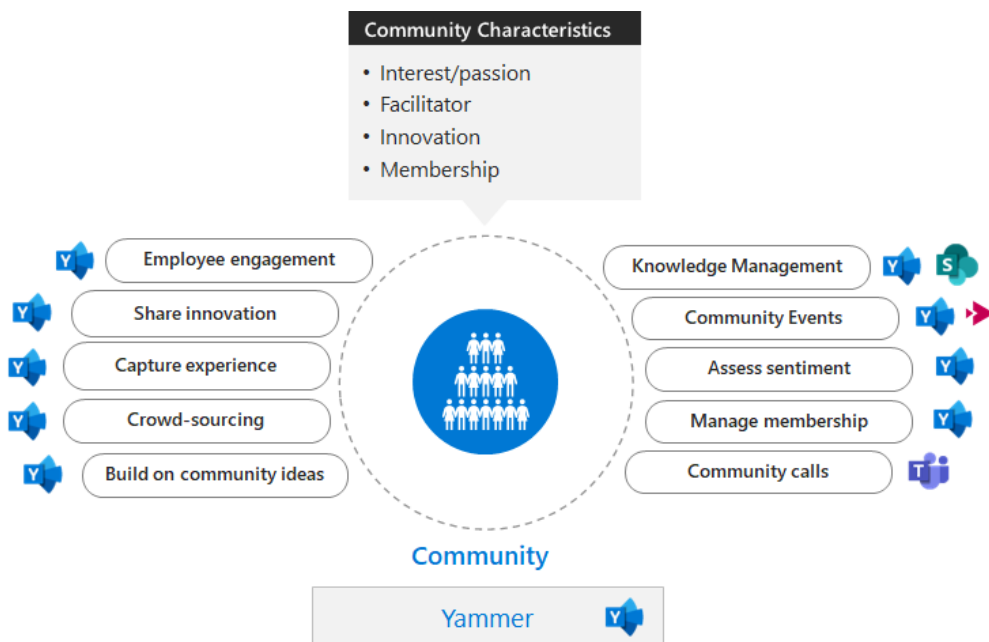 Community Characteristics
• Interest/passion
• Facilitator
• Innovation
• Membership
Y Employee engagement
Y Share innovation
Y Capture experience
Y Crowd-sourcing
Y Build on community ideas
Knowledge Management Y S
Community Events Y
Assess sentiment Y
Manage membership Y
Community calls T
Community
Yammer Y